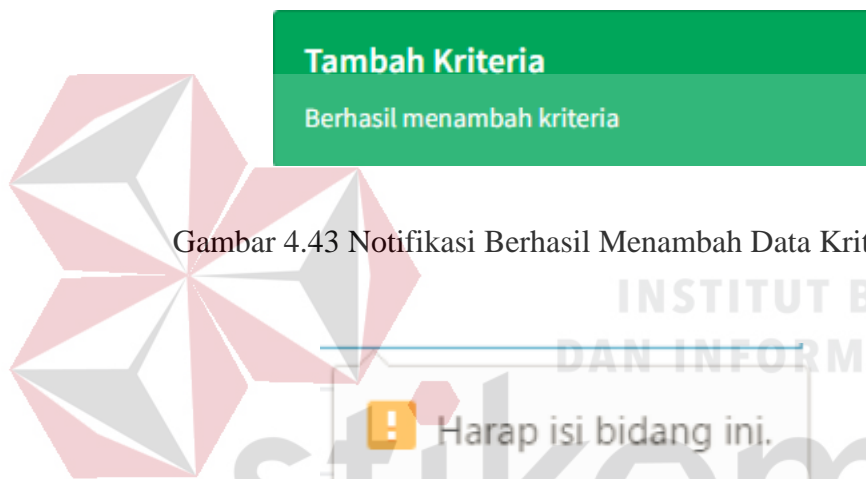 Tambah Kriteria
Berhasil menambah kriteria
Gambar 4.43 Notifikasi Berhasil Menambah Data Krit
INSTITUT B
DAN INFORM
Harap isi bidang ini.
stikom